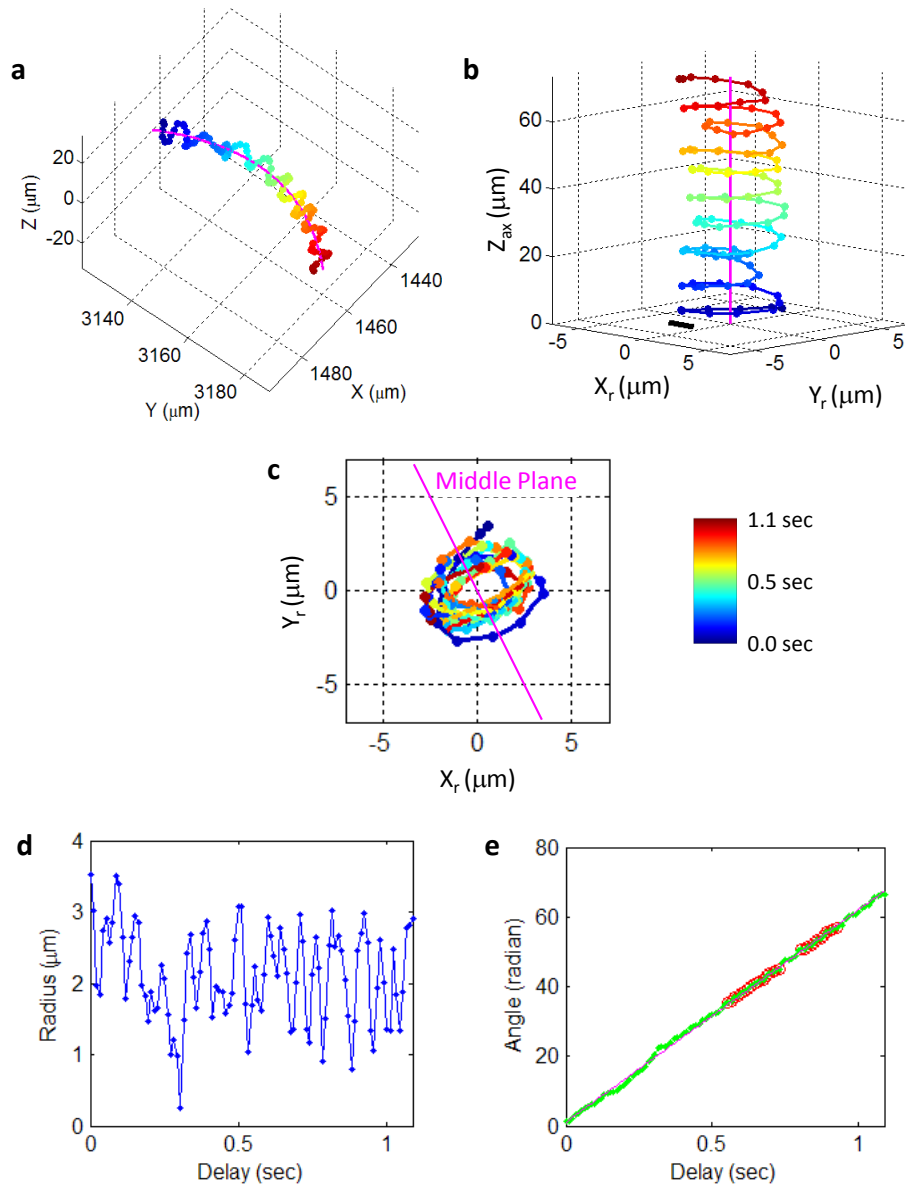 a
Z (μm)
20
0
-20
3140
3160
3180
Y (μm)
1440
1460
1480
X (μm)
b
Zax (μm)
60
40
20
0
-5
0
5
Xr (μm)
-5
0
5
Yr (μm)
c
Middle Plane
Yr (μm)
5
0
-5
-5
0
5
Xr (μm)
1.1 sec
0.5 sec
0.0 sec
d
Radius (μm)
4
3
2
1
0
0
0.5
1
Delay (sec)
e
Angle (radian)
80
60
40
20
0
0
0.5
1
Delay (sec)